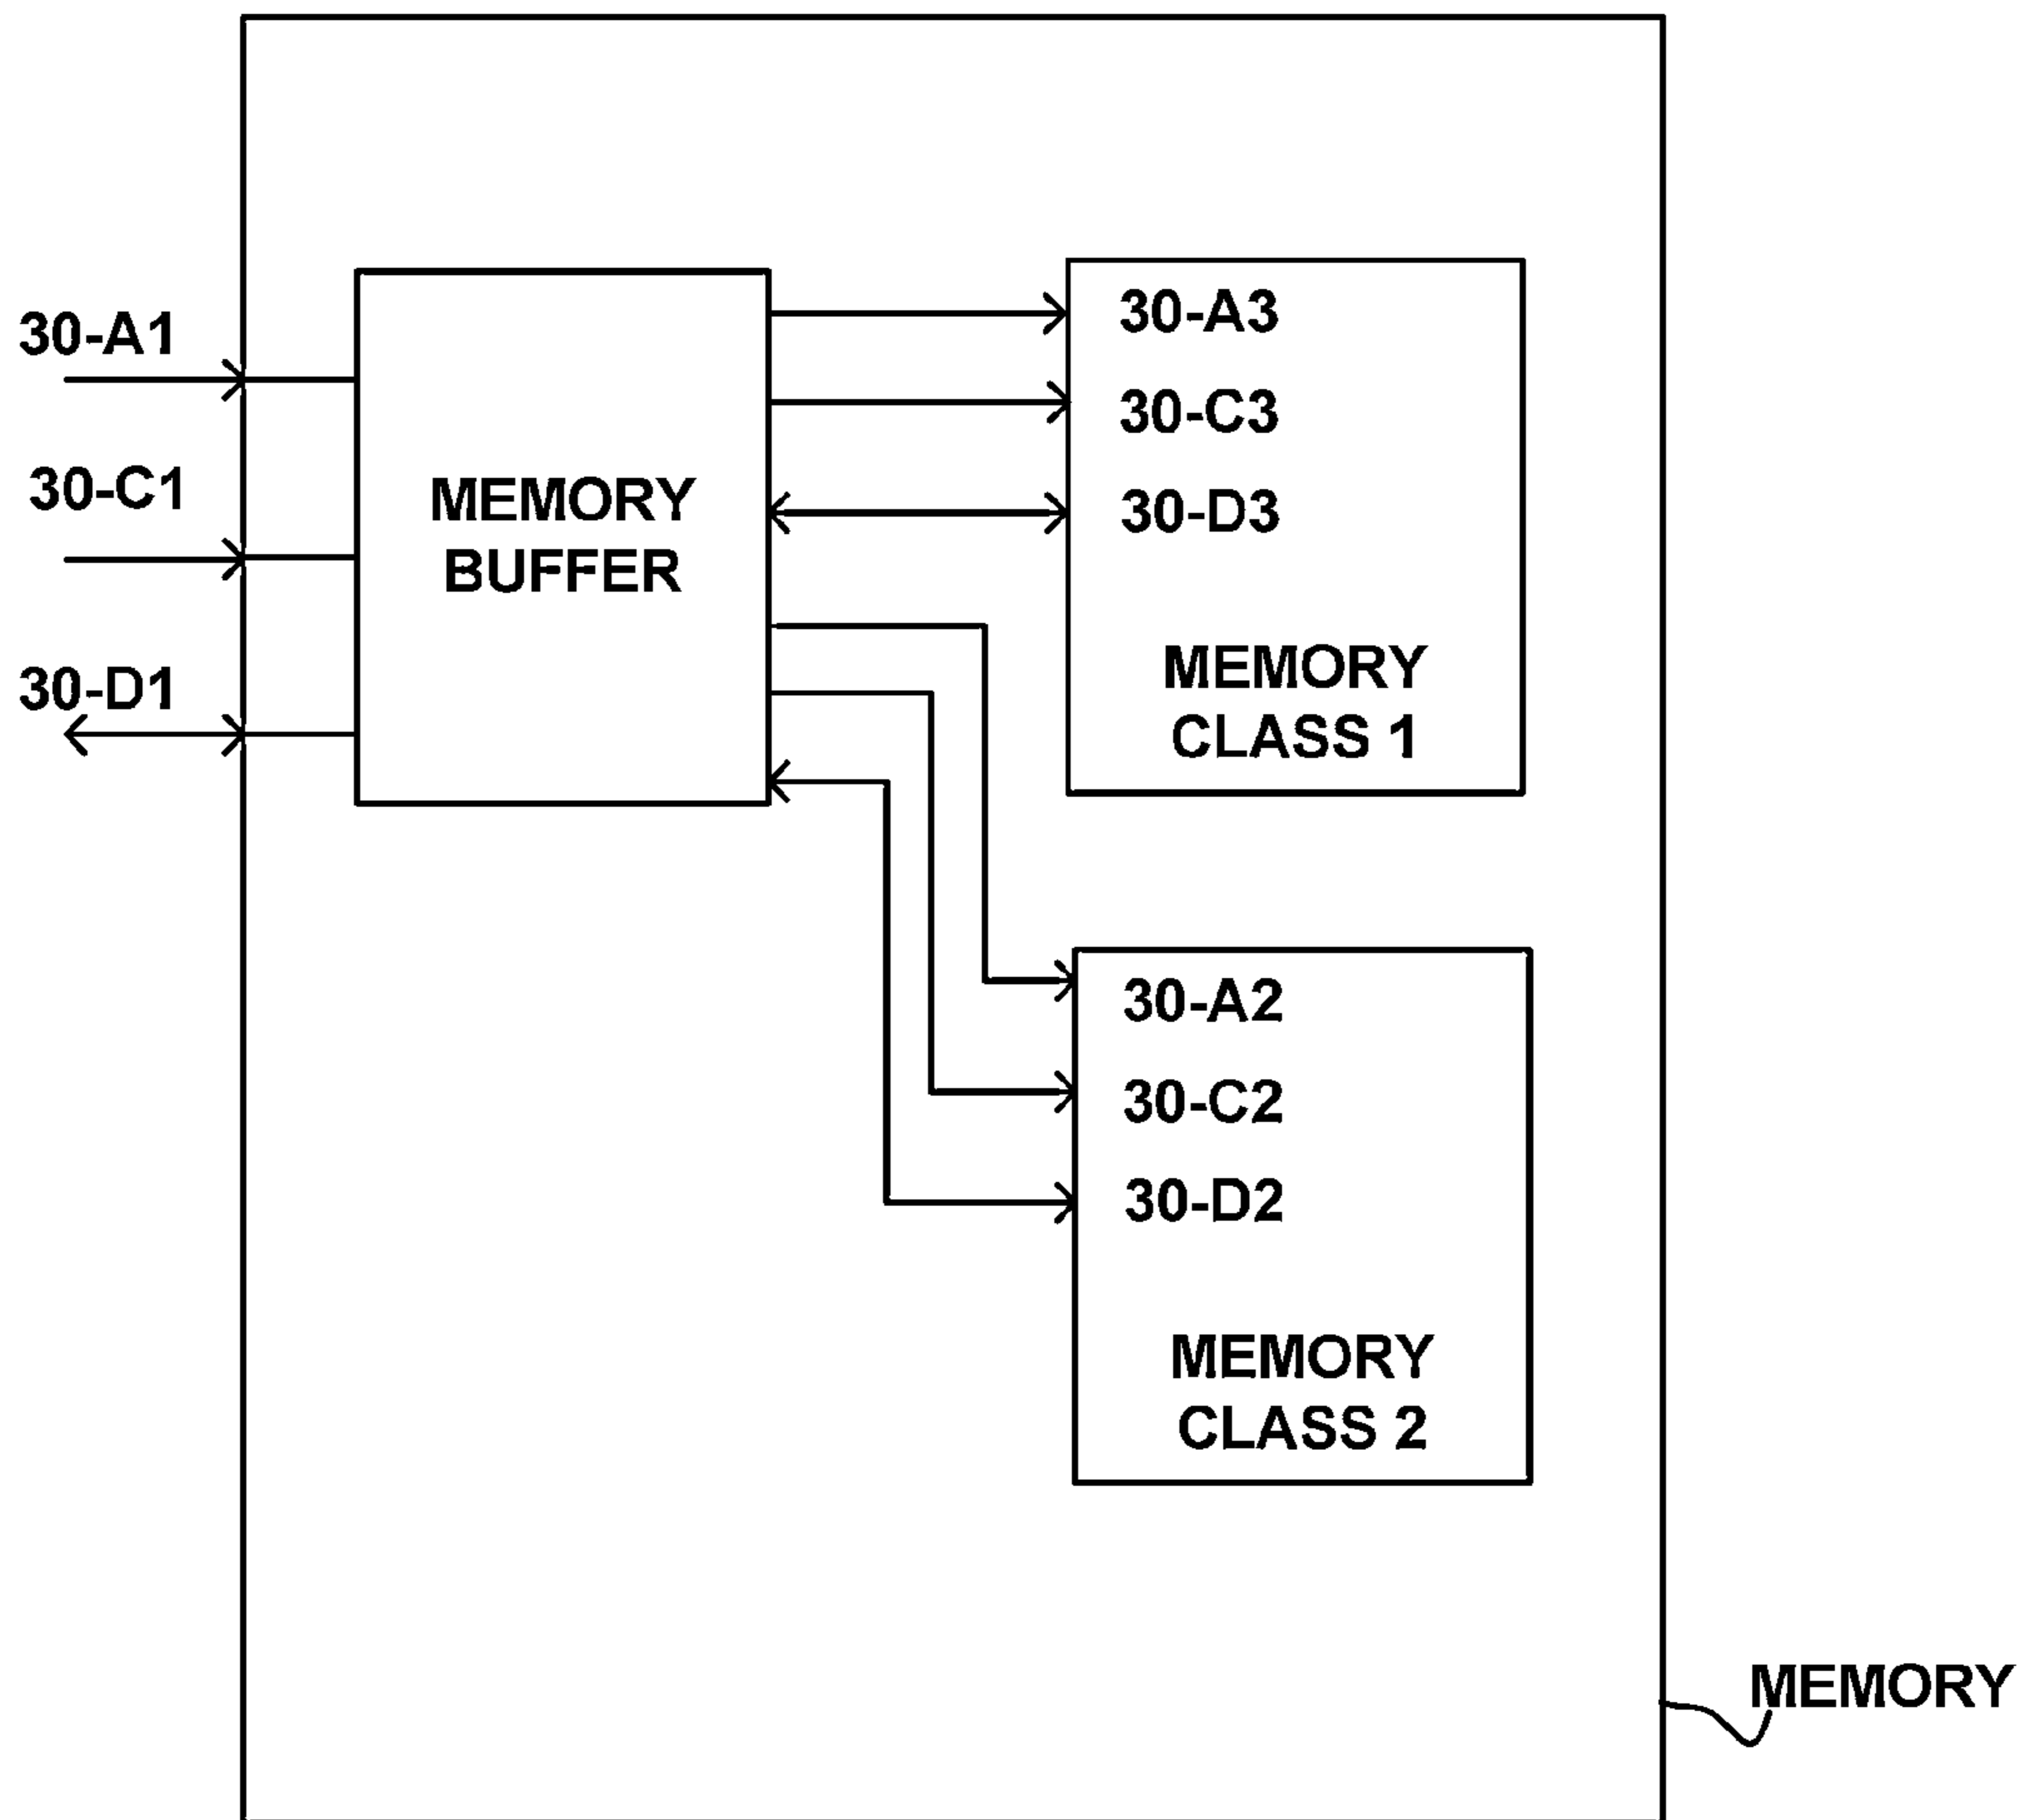 30-A1
30-C1
30-D1
MEMORY
BUFFER
30-A3
30-C3
30-D3
MEMORY
CLASS 1
30-A2
30-C2
30-D2
MEMORY
CLASS 2
MEMORY